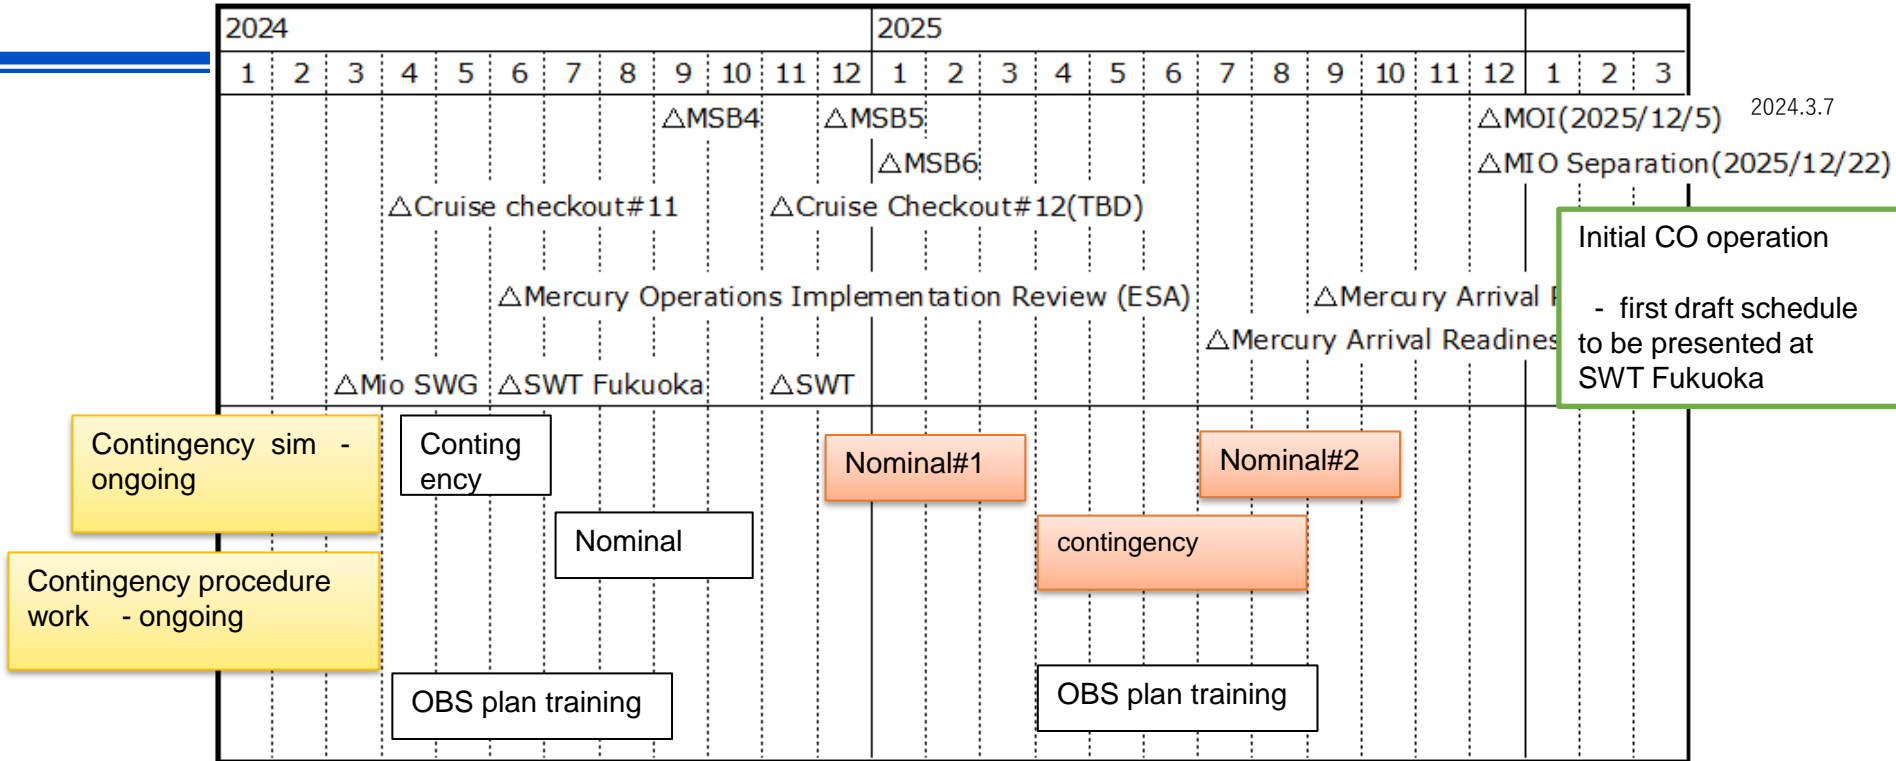 2024 2025
1 2 3 4 5 6 7 8 9 10 11 12 1 2 3 4 5 6 7 8 9 10 11 12 1 2 3
△MSB4 △MSB5 △MOI(2025/12/5) 2024.3.7
△MSB6 △MIO Separation(2025/12/22)
△Cruise checkout#11 △Cruise Checkout#12(TBD)
△Mercury Operations Implementation Review (ESA) △Mercury Arrival
△Mercury Arrival Readines
△Mio SWG △SWT Fukuoka △SWT
Initial CO operation
- first draft schedule
to be presented at
SWT Fukuoka
Contingency sim -
ongoing
Conting
ency
Nominal#1
Nominal#2
Nominal
contingency
Contingency procedure
work - ongoing
OBS plan training
OBS plan training